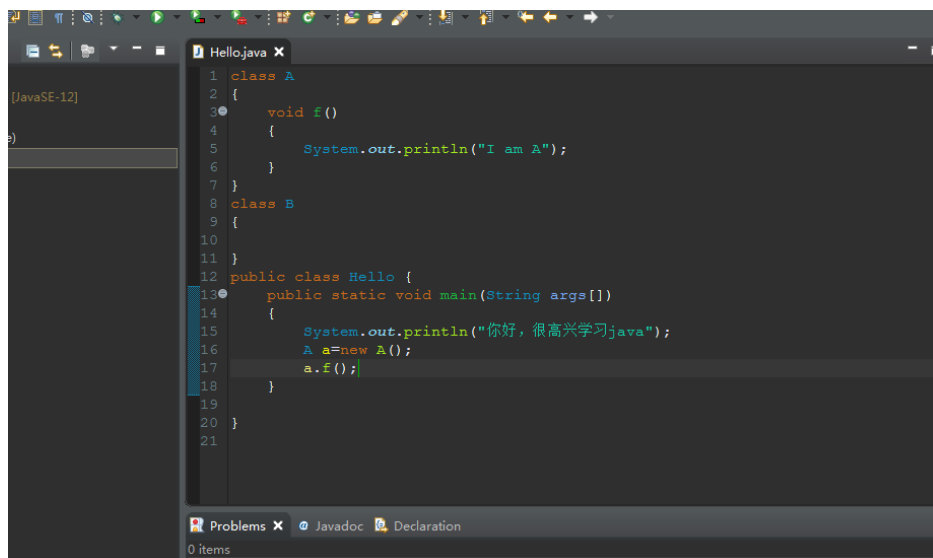 Hello.java
[JavaSE-12]
e)
1 class A
2 {
3 void f()
4 {
5 System.out.println("I am A");
6 }
7 }
8 class B
9 {
10
11 }
12 public class Hello {
13 public static void main(String args[])
14 {
15 System.out.println("你好，很高兴学习java");
16 A a=new A();
17 a.f();
18 }
19
20 }
21
Problems @ Javadoc Declaration
0 items